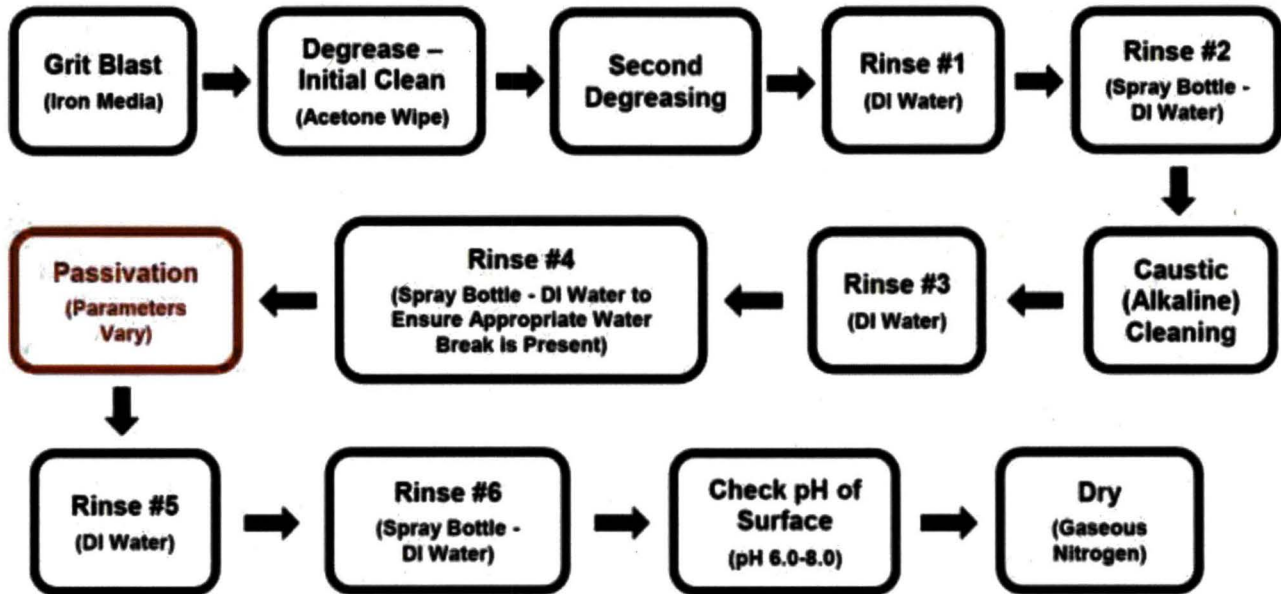 Grit Blast
(Iron Media)
Degrease –
Initial Clean
(Acetone Wipe)
Second
Degreasing
Rinse #1
(DI Water)
Rinse #2
(Spray Bottle -
DI Water)
Caustic
(Alkaline)
Cleaning
Rinse #3
(DI Water)
Rinse #4
(Spray Bottle - DI Water to
Ensure Appropriate Water
Break is Present)
Passivation
(Parameters
Vary)
Rinse #5
(DI Water)
Rinse #6
(Spray Bottle -
DI Water)
Check pH of
Surface
(pH 6.0-8.0)
Dry
(Gaseous
Nitrogen)